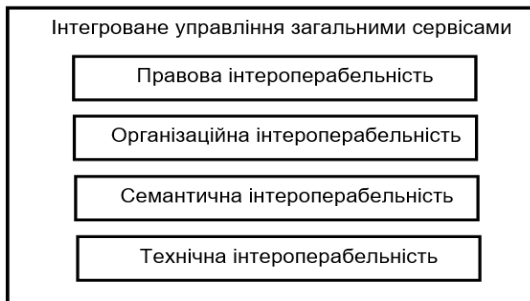 Інтегроване управління загальними сервісами
Правова інтероперабельність
Організаційна інтероперабельність
Семантична інтероперабельність
Технічна інтероперабельність